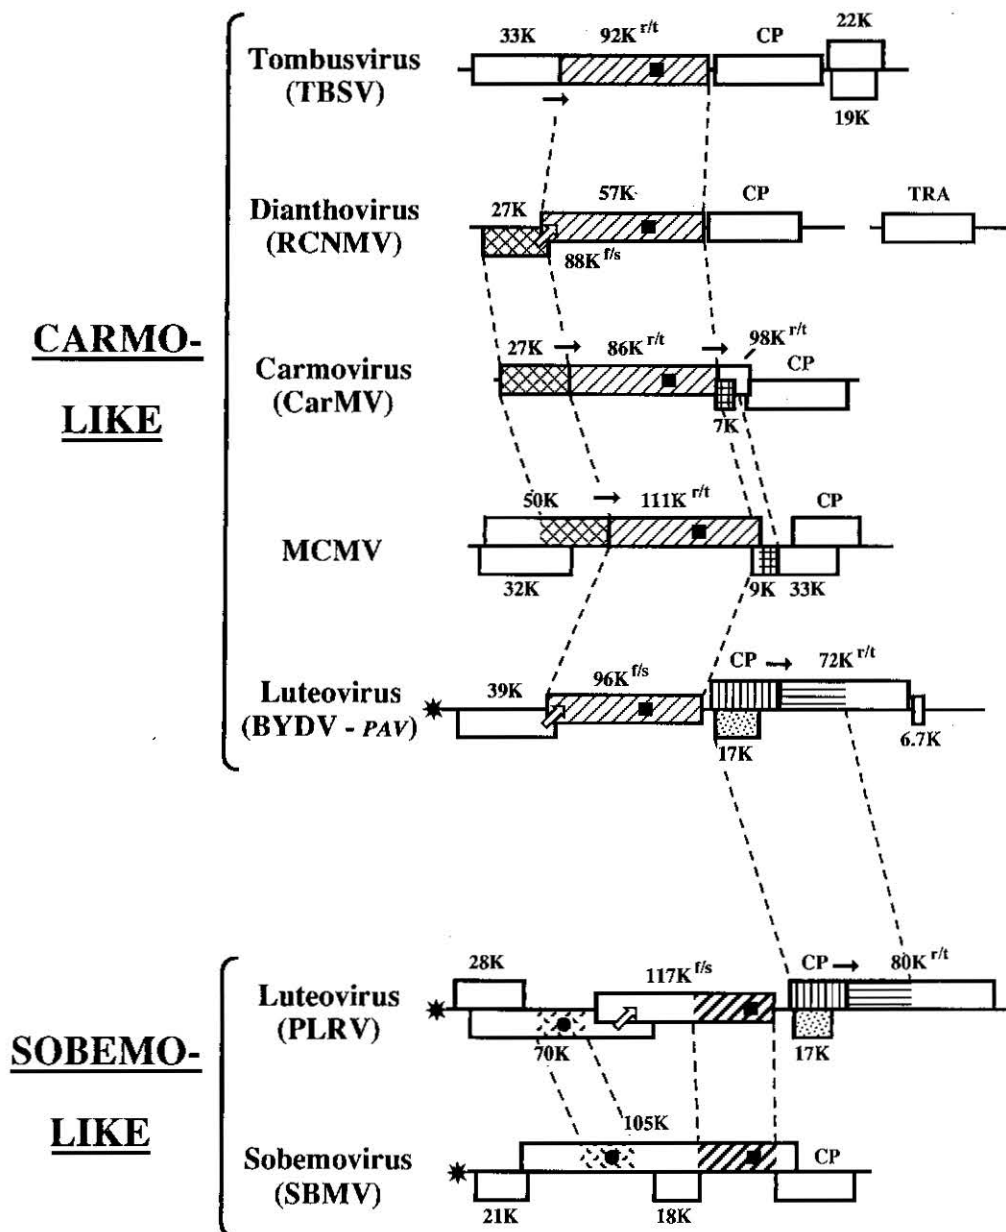 CARMO-
LIKE
Tombusvirus
(TBSV)
33K 92K r/t CP 22K
19K
Dianthovirus
(RCNMV)
27K 57K CP TRA
88K f/s
Carmovirus
(CarMV)
27K 86K r/t 98K r/t
CP
7K
MCMV
50K 111K r/t CP
32K 9K 33K
Luteovirus
(BYDV - PAV)
39K 96K f/s CP 72K r/t
17K 6.7K
SOBEMO-
LIKE
Luteovirus
(PLRV)
28K 117K f/s CP 80K r/t
70K 17K
Sobemovirus
(SBMV)
105K CP
21K 18K